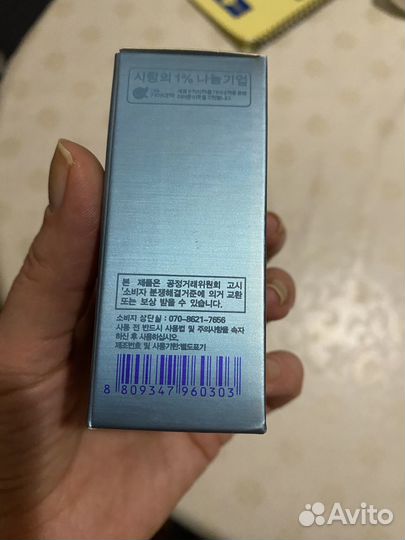 사랑의 1% 나눔기업
본 제품은 공정거래위원회 고시
'소비자 분쟁해결기준'에 의거 교환
또는 보상 받을 수 있습니다.
소비자 상담실 : 070-8621-7656
사용 전 반드시 사용법 및 주의사항을 숙지
하신 후 사용하십시오.
제조번호 및 사용기한:별도표기
8 809347 960303
Avito